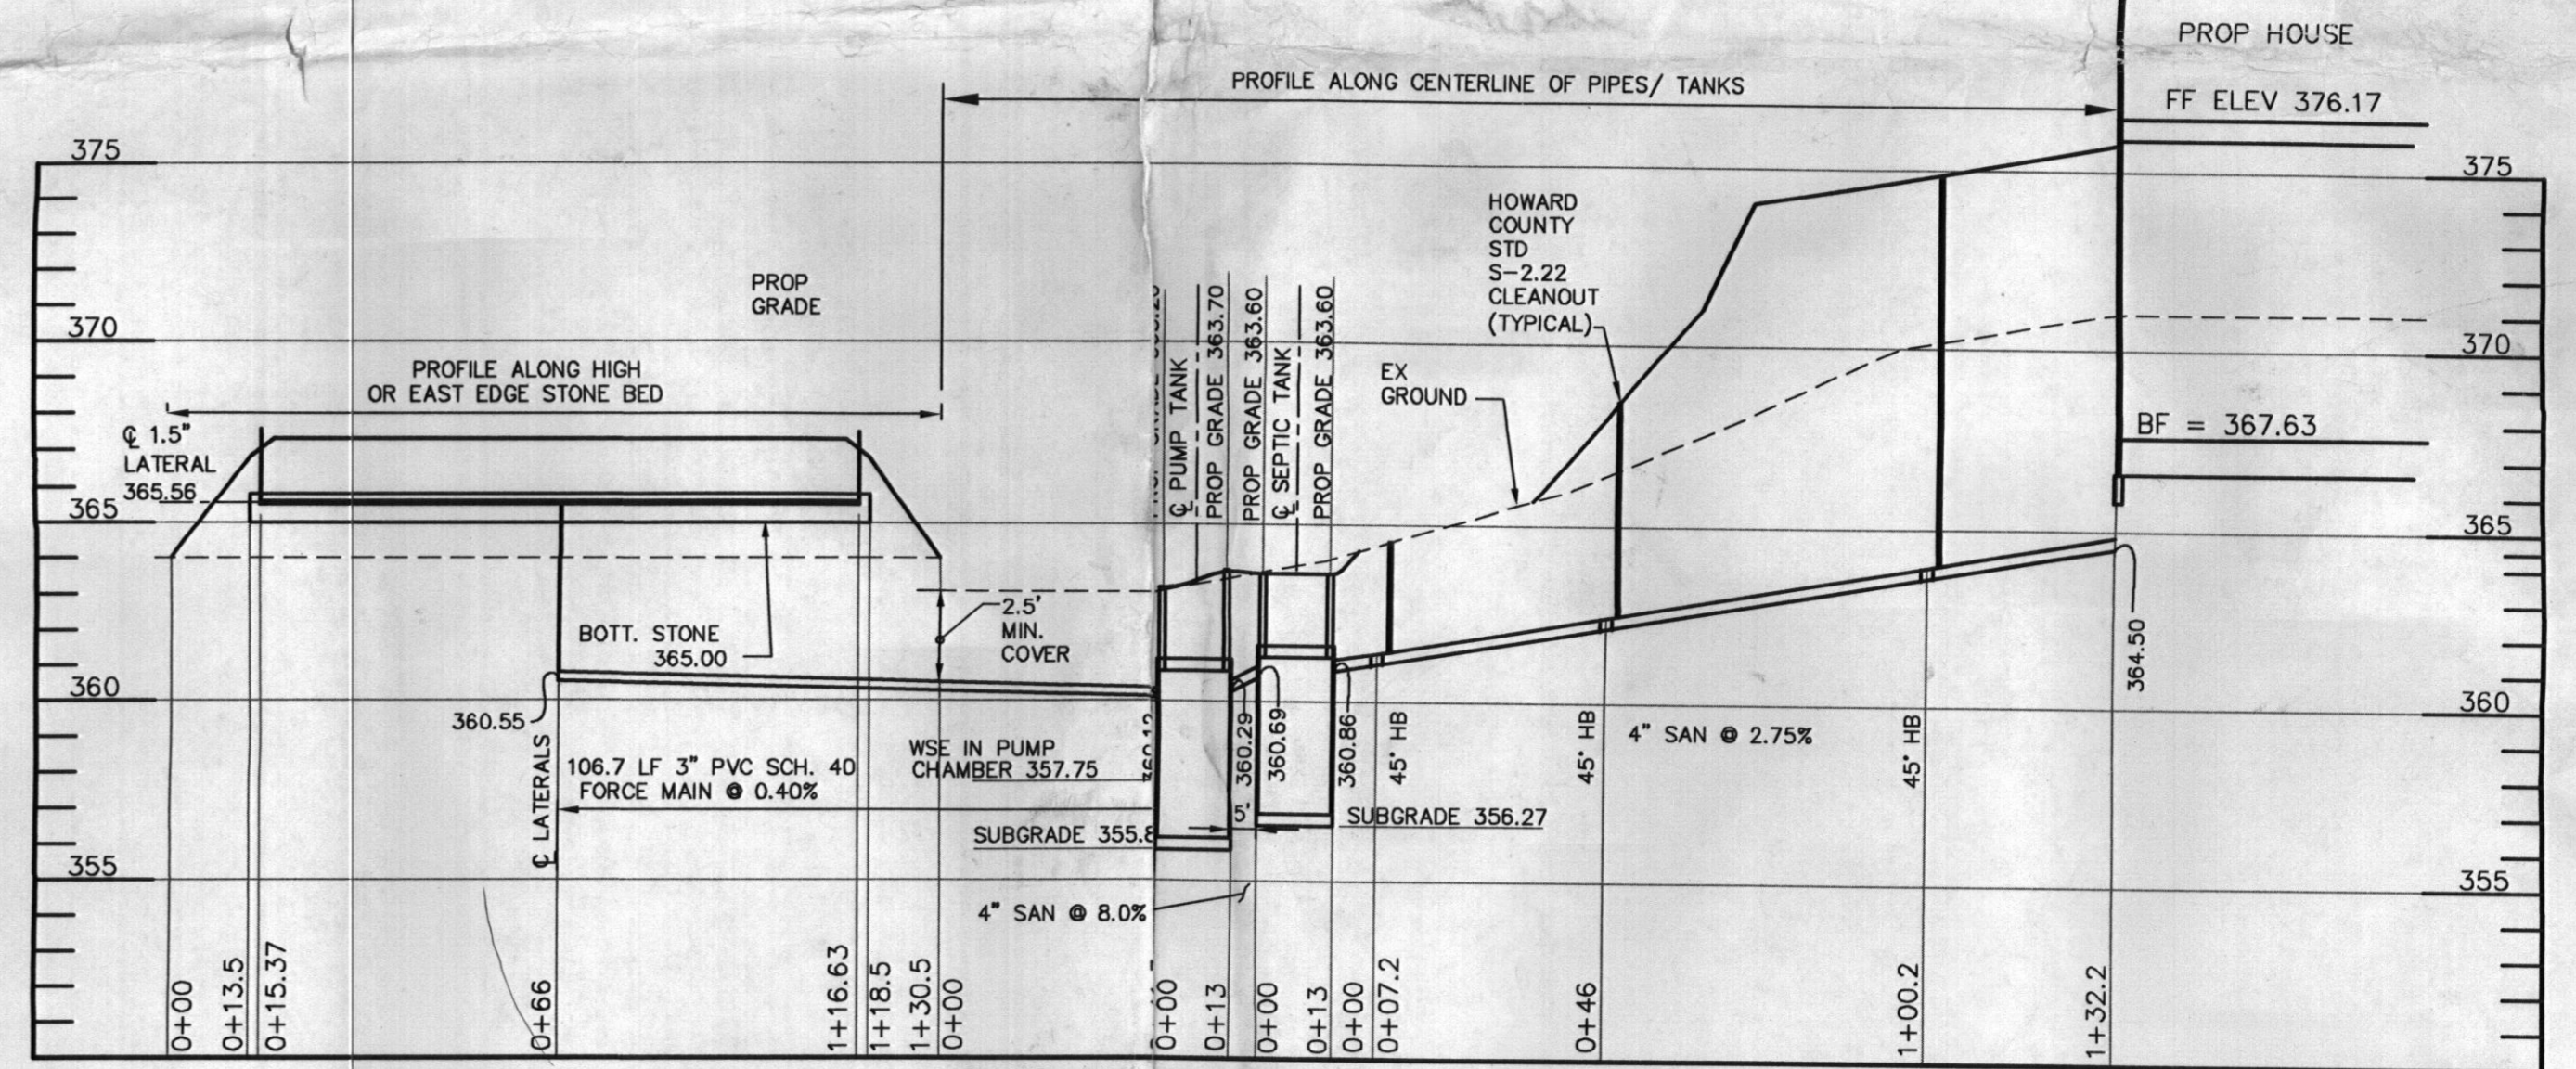 PROP HOUSE
PROFILE ALONG CENTERLINE OF PIPES/ TANKS
FF ELEV 376.17
375
375
HOWARD
COUNTY
STD
S-2.22
CLEANOUT
(TYPICAL)
PROP
GRADE
370
370
PROFILE ALONG HIGH
OR EAST EDGE STONE BED
EX
GROUND
℄ PUMP TANK
PROP GRADE 363.70
PROP GRADE 363.60
℄ SEPTIC TANK
PROP GRADE 363.60
℄ 1.5"
LATERAL
365.56
BF = 367.63
365
365
2.5'
MIN.
COVER
BOTT. STONE
365.00
364.50
360
360
360.55
℄ LATERALS
106.7 LF 3" PVC SCH. 40
FORCE MAIN @ 0.40%
WSE IN PUMP
CHAMBER 357.75
360.12
360.29
360.69
360.86
45° HB
45° HB
4" SAN @ 2.75%
45° HB
5'
SUBGRADE 355.8
SUBGRADE 356.27
355
355
4" SAN @ 8.0%
0+00
0+13.5
0+15.37
0+66
1+16.63
1+18.5
1+30.5
0+00
0+00
0+13
0+00
0+13
0+00
0+07.2
0+46
1+00.2
1+32.2